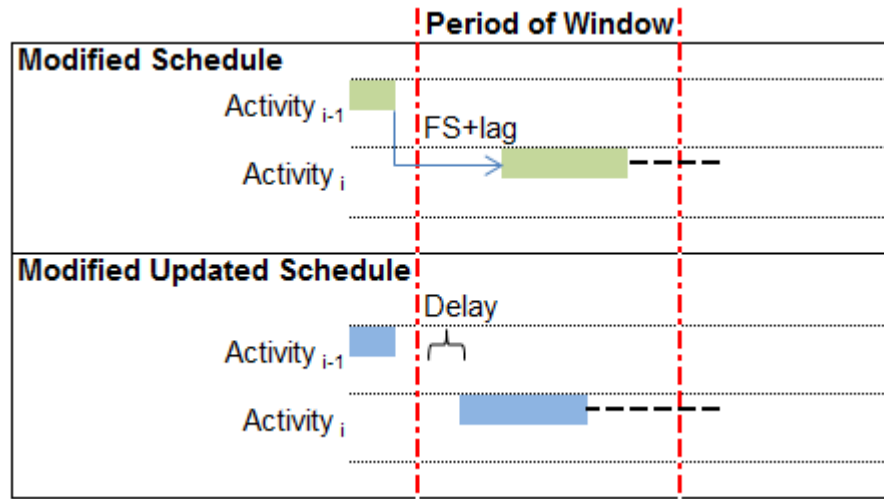 Period of Window
Modified Schedule
Activity i-1
FS+lag
Activity i
Modified Updated Schedule
Delay
Activity i-1
Activity i